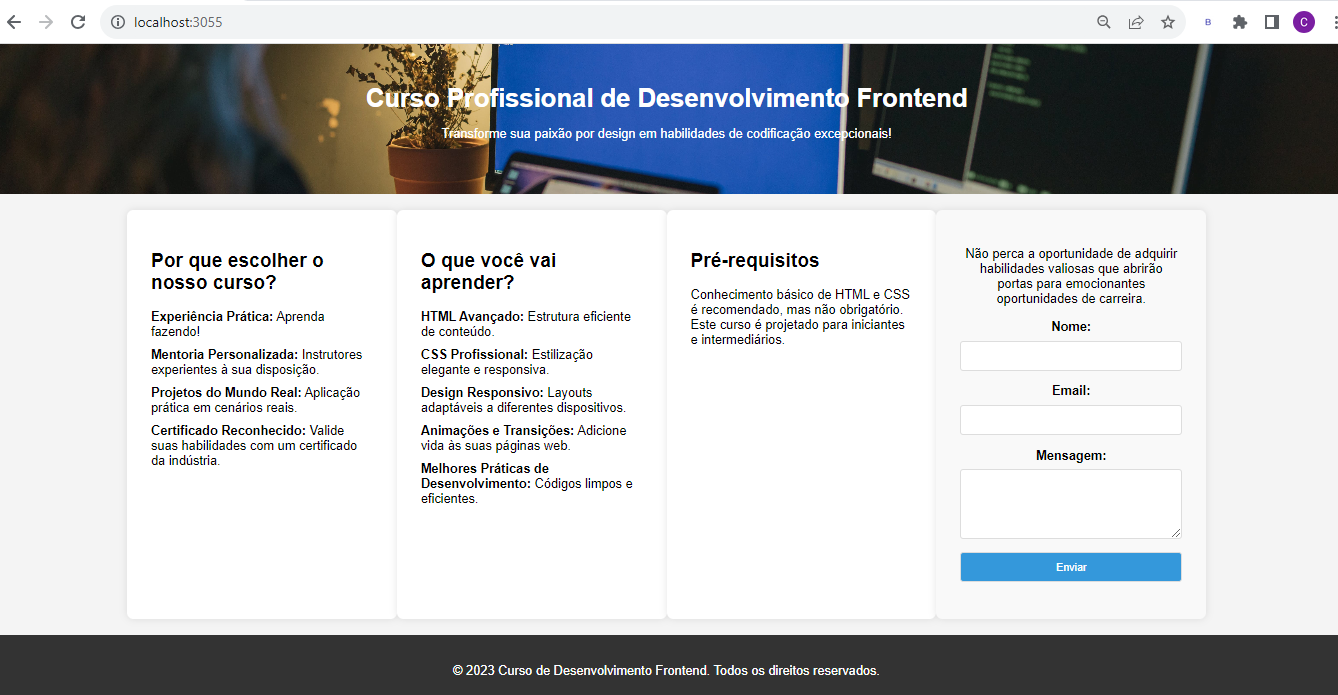 localhost:3055
B
C
Curso Profissional de Desenvolvimento Frontend
Transforme sua paixão por design em habilidades de codificação excepcionais!
Por que escolher o
nosso curso?
Experiência Prática: Aprenda
fazendo!
Mentoria Personalizada: Instrutores
experientes à sua disposição.
Projetos do Mundo Real: Aplicação
prática em cenários reais.
Certificado Reconhecido: Valide
suas habilidades com um certificado
da indústria.
O que você vai
aprender?
HTML Avançado: Estrutura eficiente
de conteúdo.
CSS Profissional: Estilização
elegante e responsiva.
Design Responsivo: Layouts
adaptáveis a diferentes dispositivos.
Animações e Transições: Adicione
vida às suas páginas web.
Melhores Práticas de
Desenvolvimento: Códigos limpos e
eficientes.
Pré-requisitos
Conhecimento básico de HTML e CSS
é recomendado, mas não obrigatório.
Este curso é projetado para iniciantes
e intermediários.
Não perca a oportunidade de adquirir
habilidades valiosas que abrirão
portas para emocionantes
oportunidades de carreira.
Nome:
Email:
Mensagem:
Enviar
© 2023 Curso de Desenvolvimento Frontend. Todos os direitos reservados.